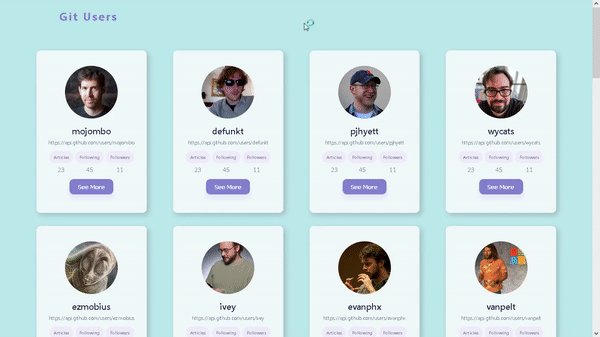 Git Users
mojombo defunkt pjhyett wycats
https://api.github.com/users/mojombo https://api.github.com/users/defunkt https://api.github.com/users/pjhyett https://api.github.com/users/wycats
Articles Following Followers Articles Following Followers Articles Following Followers Articles Following Followers
23 45 11 23 45 11 23 45 11 23 45 11
See More See More See More See More
ezmobius ivey evanphx vanpelt
https://api.github.com/users/ezmobius https://api.github.com/users/ivey https://api.github.com/users/evanphx https://api.github.com/users/vanpelt
Articles Following Followers Articles Following Followers Articles Following Followers Articles Following Followers